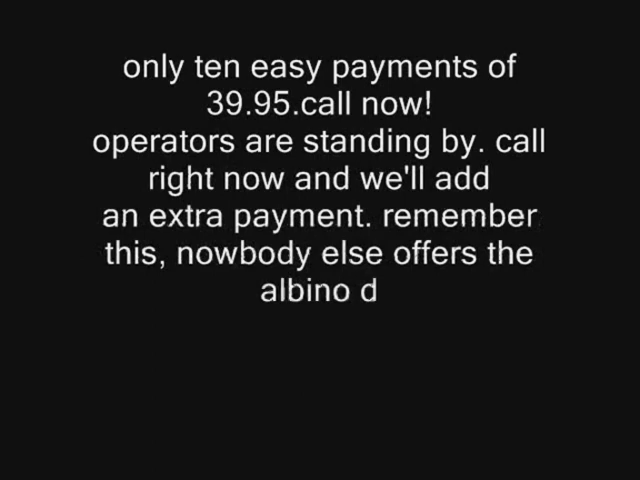 only ten easy payments of
39.95.call now!
operators are standing by. call
right now and we'll add
an extra payment. remember
this, nowbody else offers the
albino d